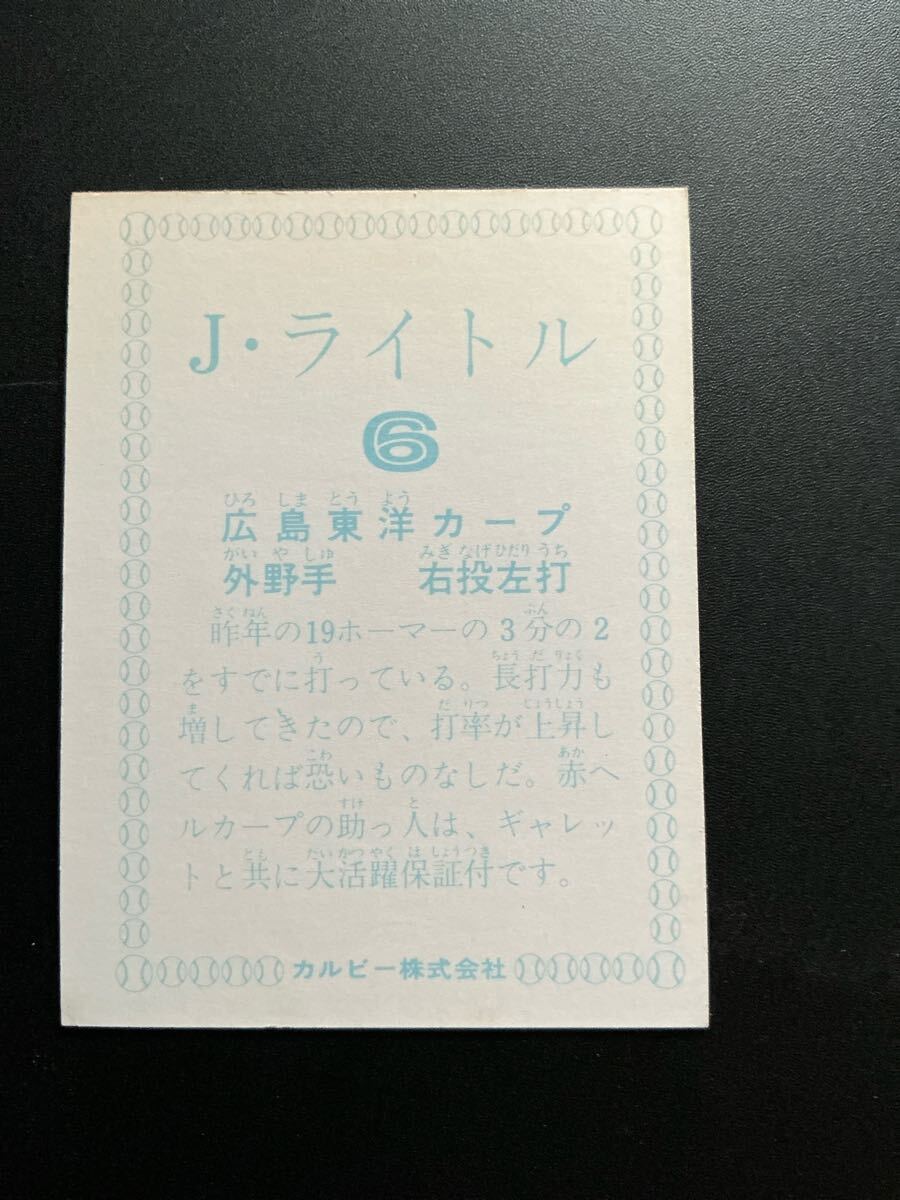 J・ライトル
6
ひろ しま とう よう
広島東洋カープ
がい や しゅ みぎ なげ ひだり うち
外野手 右投左打
さく ねん ぶん
昨年の19ホーマーの3分の2
う ちょう だ りょく
をすでに打っている。長打力も
ま だ りつ じょうしょう
増してきたので、打率が上昇し
こわ あか
てくれば恐いものなしだ。赤ヘ
すけ と
ルカープの助っ人は、ギャレッ
とも だい かつ やく ほ しょう つき
トと共に大活躍保証付です。
カルビー株式会社